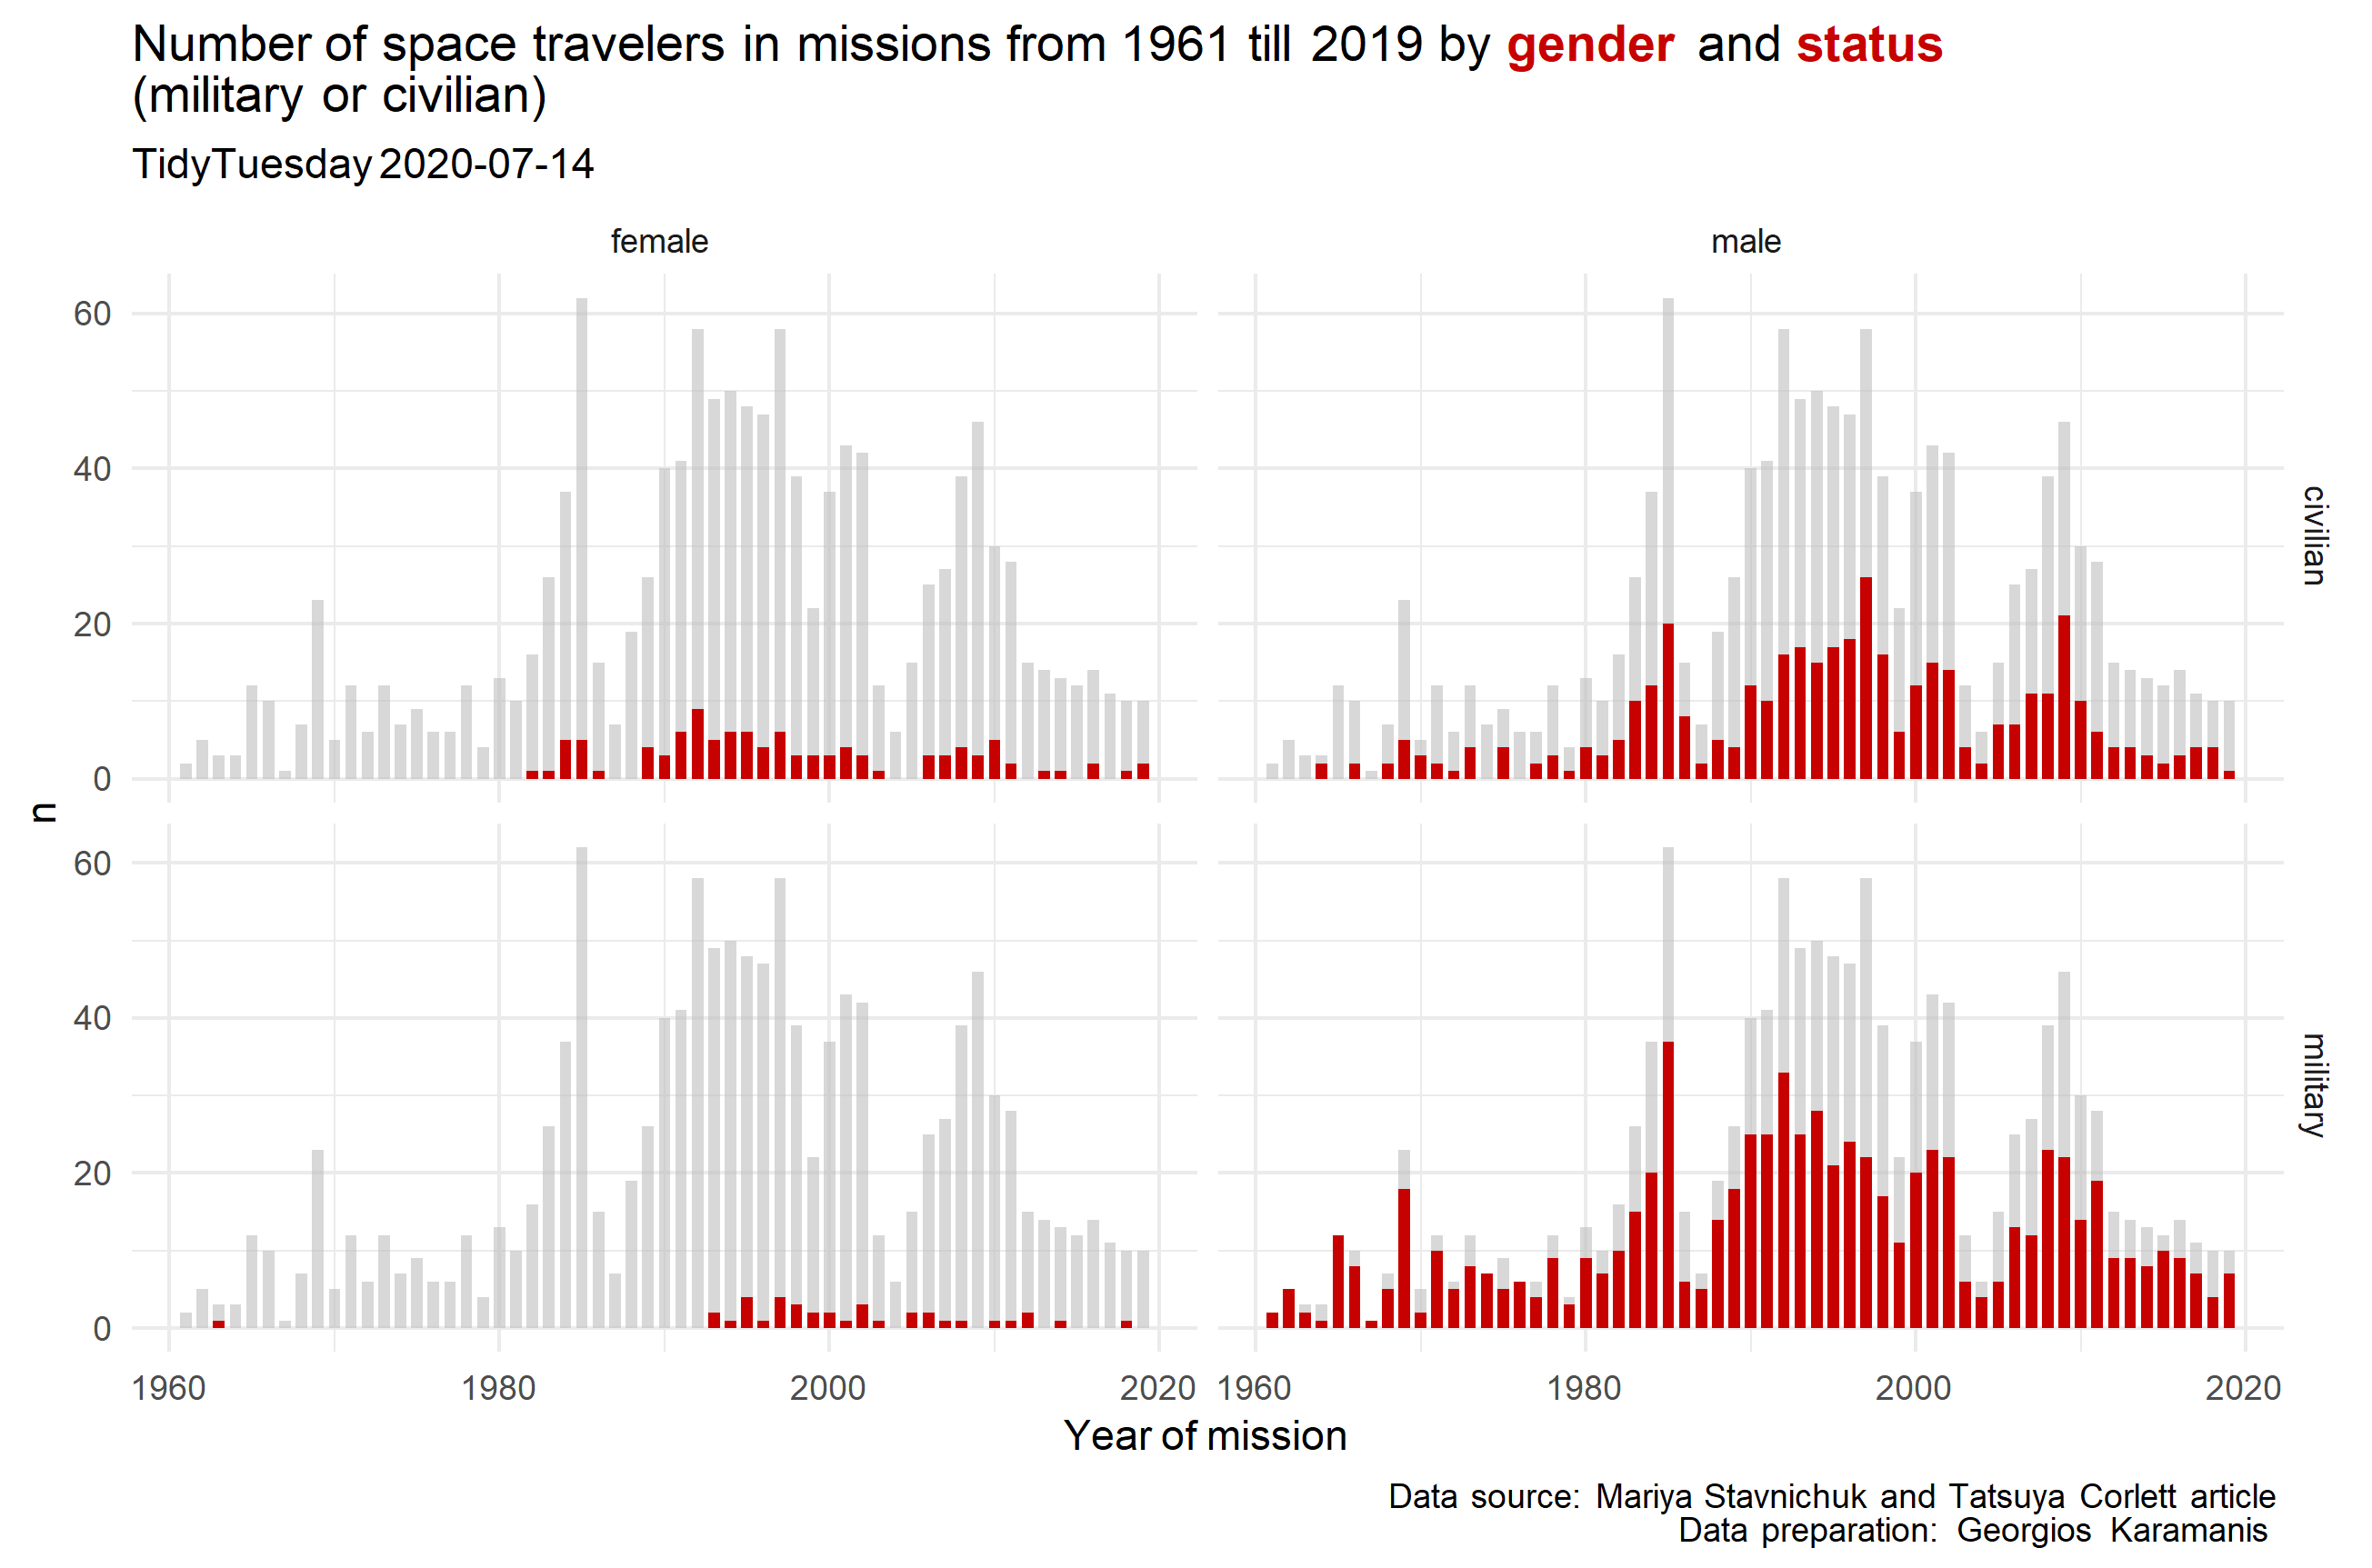 Number of space travelers in missions from 1961 till 2019 by gender and status
(military or civilian)
TidyTuesday 2020-07-14
female
male
60
40
20
0
civilian
n
60
40
20
0
military
1960
1980
2000
2020
1960
1980
2000
2020
Year of mission
Data source: Mariya Stavnichuk and Tatsuya Corlett article
Data preparation: Georgios Karamanis